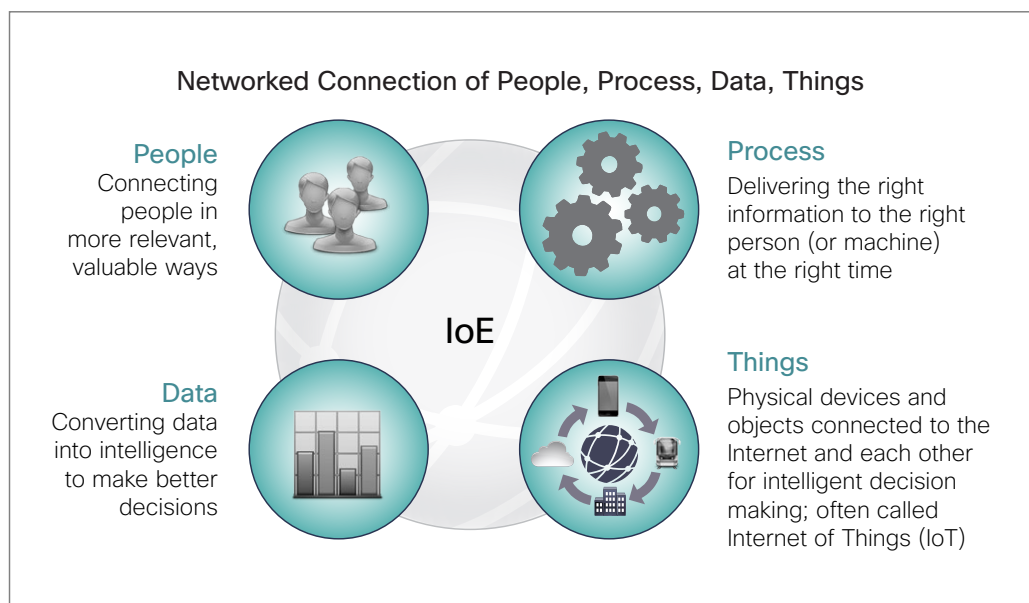 Networked Connection of People, Process, Data, Things
People
Connecting
people in
more relevant,
valuable ways
Process
Delivering the right
information to the right
person (or machine)
at the right time
IoE
Data
Converting data
into intelligence
to make better
decisions
Things
Physical devices and
objects connected to the
Internet and each other
for intelligent decision
making; often called
Internet of Things (IoT)